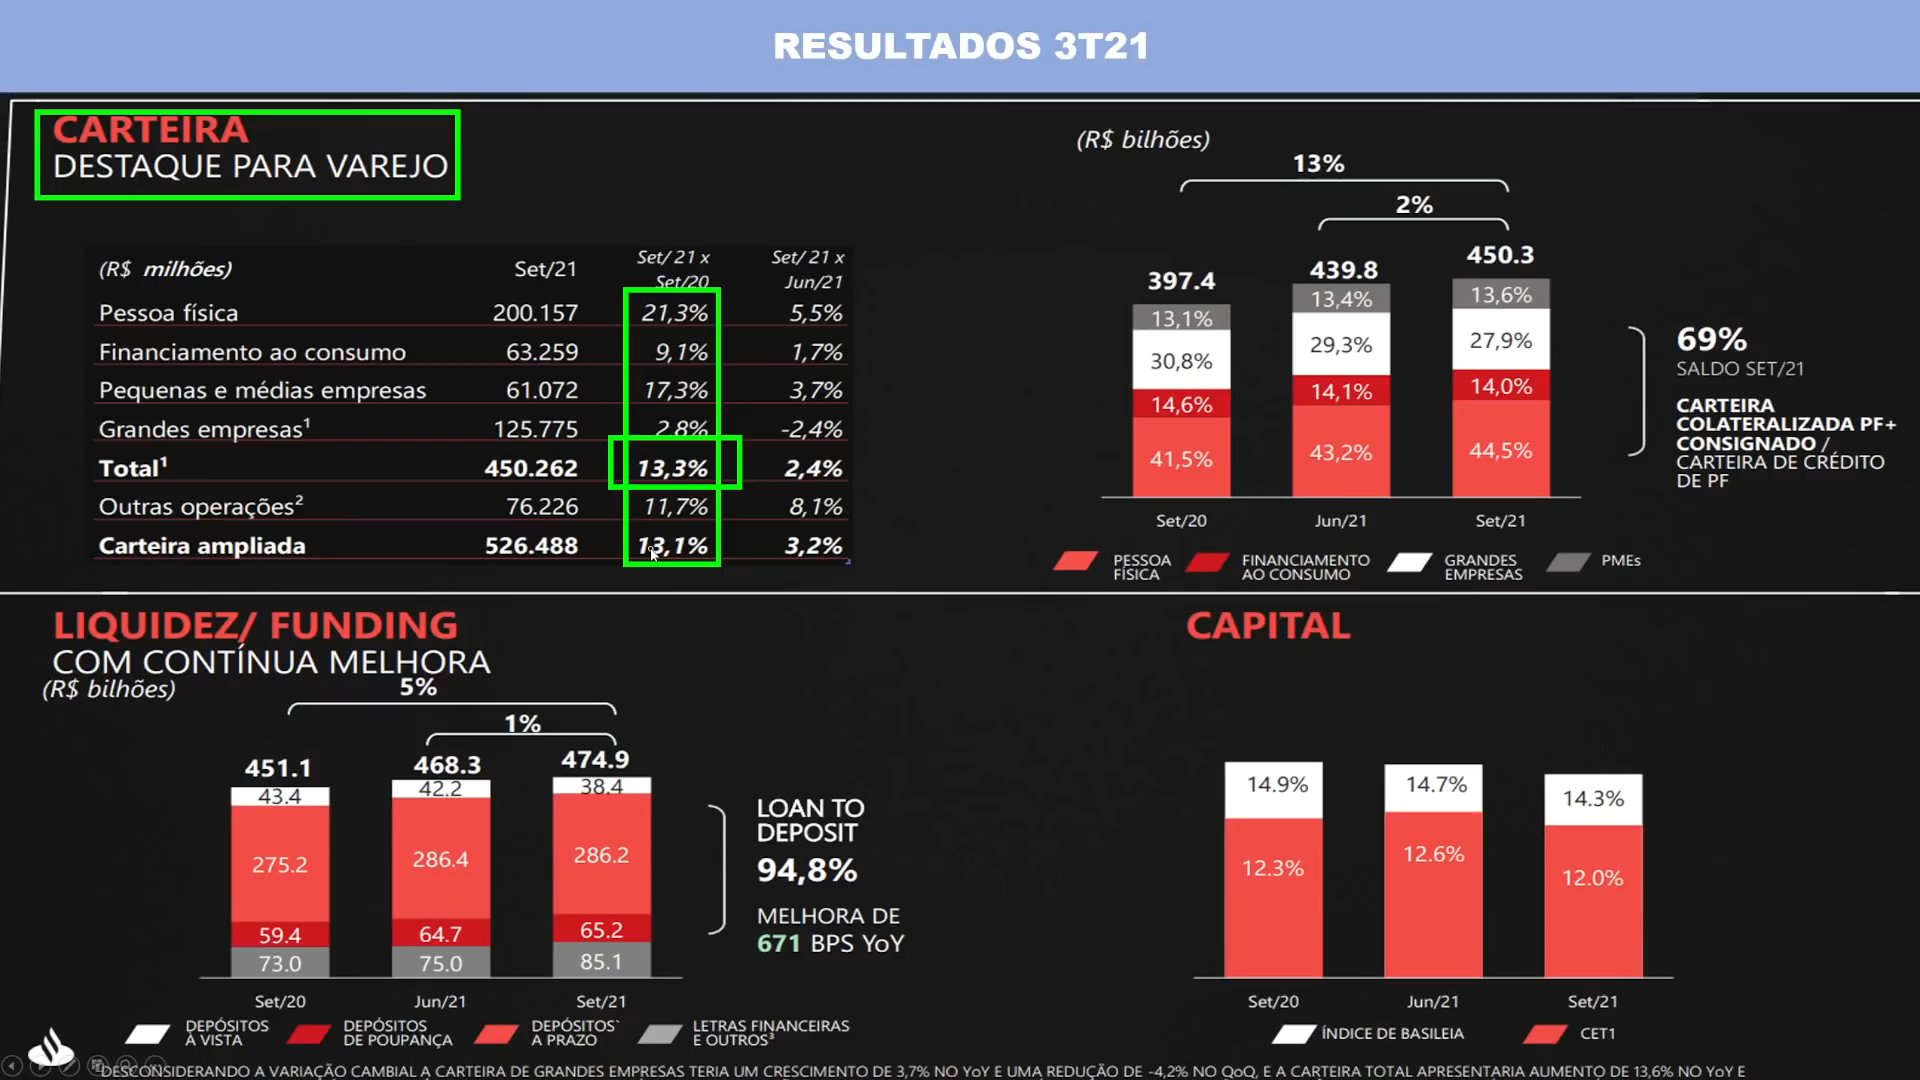 RESULTADOS 3T21
CARTEIRA
DESTAQUE PARA VAREJO
(R$ milhões) Set/21 Set/ 21 x Set/20 Set/ 21 x Jun/21
Pessoa física 200.157 21,3% 5,5%
Financiamento ao consumo 63.259 9,1% 1,7%
Pequenas e médias empresas 61.072 17,3% 3,7%
Grandes empresas¹ 125.775 2,8% -2,4%
Total¹ 450.262 13,3% 2,4%
Outras operações² 76.226 11,7% 8,1%
Carteira ampliada 526.488 13,1% 3,2%
(R$ bilhões)
13%
2%
397.4 439.8 450.3
13,1% 13,4% 13,6%
30,8% 29,3% 27,9%
14,6% 14,1% 14,0%
41,5% 43,2% 44,5%
Set/20 Jun/21 Set/21
PESSOA FÍSICA
FINANCIAMENTO AO CONSUMO
GRANDES EMPRESAS
PMEs
69%
SALDO SET/21
CARTEIRA
COLATERALIZADA PF+
CONSIGNADO /
CARTEIRA DE CRÉDITO
DE PF
LIQUIDEZ/ FUNDING
COM CONTÍNUA MELHORA
(R$ bilhões)
5%
1%
451.1 468.3 474.9
43.4 42.2 38.4
275.2 286.4 286.2
59.4 64.7 65.2
73.0 75.0 85.1
Set/20 Jun/21 Set/21
DEPÓSITOS À VISTA
DEPÓSITOS DE POUPANÇA
DEPÓSITOS` A PRAZO
LETRAS FINANCEIRAS E OUTROS³
LOAN TO
DEPOSIT
94,8%
MELHORA DE
671 BPS YoY
CAPITAL
14.9% 14.7% 14.3%
12.3% 12.6% 12.0%
Set/20 Jun/21 Set/21
ÍNDICE DE BASILEIA
CET1
DESCONSIDERANDO A VARIAÇÃO CAMBIAL A CARTEIRA DE GRANDES EMPRESAS TERIA UM CRESCIMENTO DE 3,7% NO YoY E UMA REDUÇÃO DE -4,2% NO QoQ, E A CARTEIRA TOTAL APRESENTARIA AUMENTO DE 13,6% NO YoY E